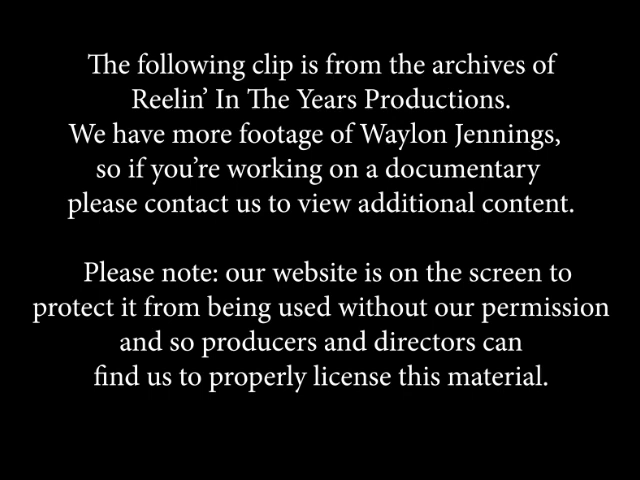 The following clip is from the archives of
Reelin’ In The Years Productions.
We have more footage of Waylon Jennings,
so if you’re working on a documentary
please contact us to view additional content.
Please note: our website is on the screen to
protect it from being used without our permission
and so producers and directors can
find us to properly license this material.